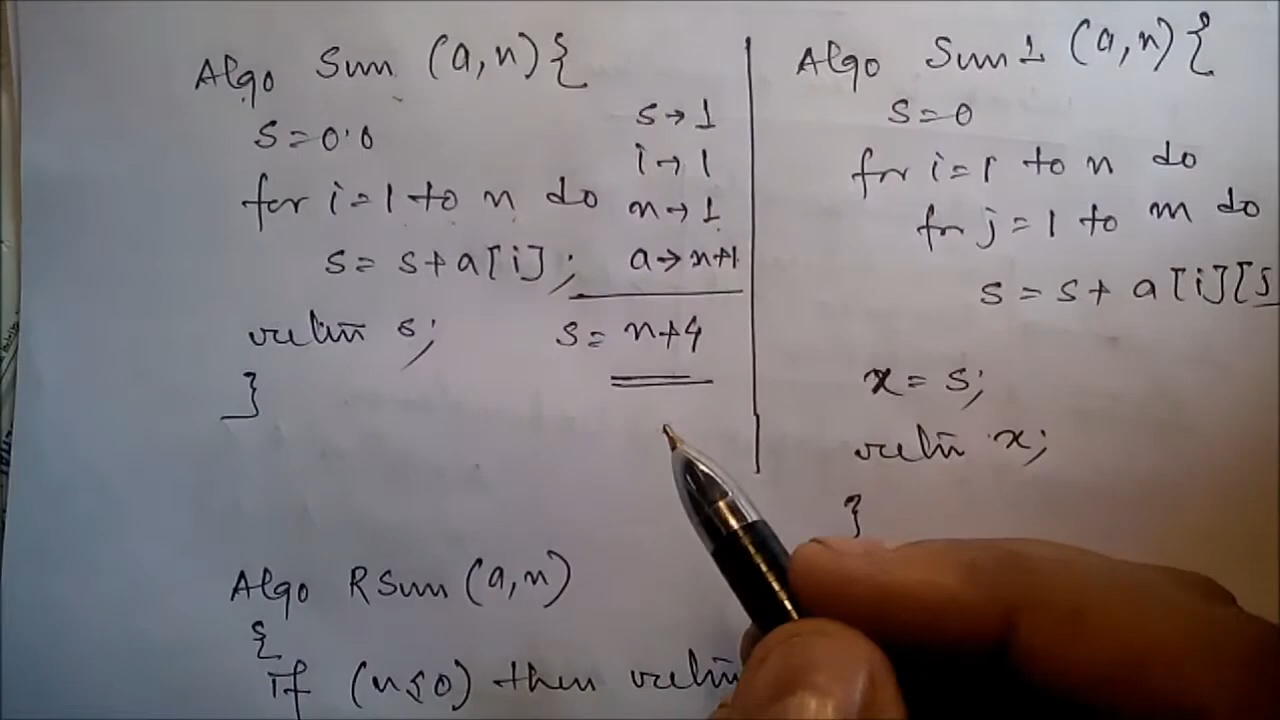 Algo Sum (a,n){
s=0.0
for i=1 to n do
s= s+a[i];
return s;
}
s→1
i→1
n→1
a→n+1
s= n+4
Algo Sum1 (a,n){
s=0
for i=1 to n do
for j=1 to m do
s=s+ a[i][j
x= s;
return x;
}
Algo RSum(a,n)
{
if (n≤0) then return